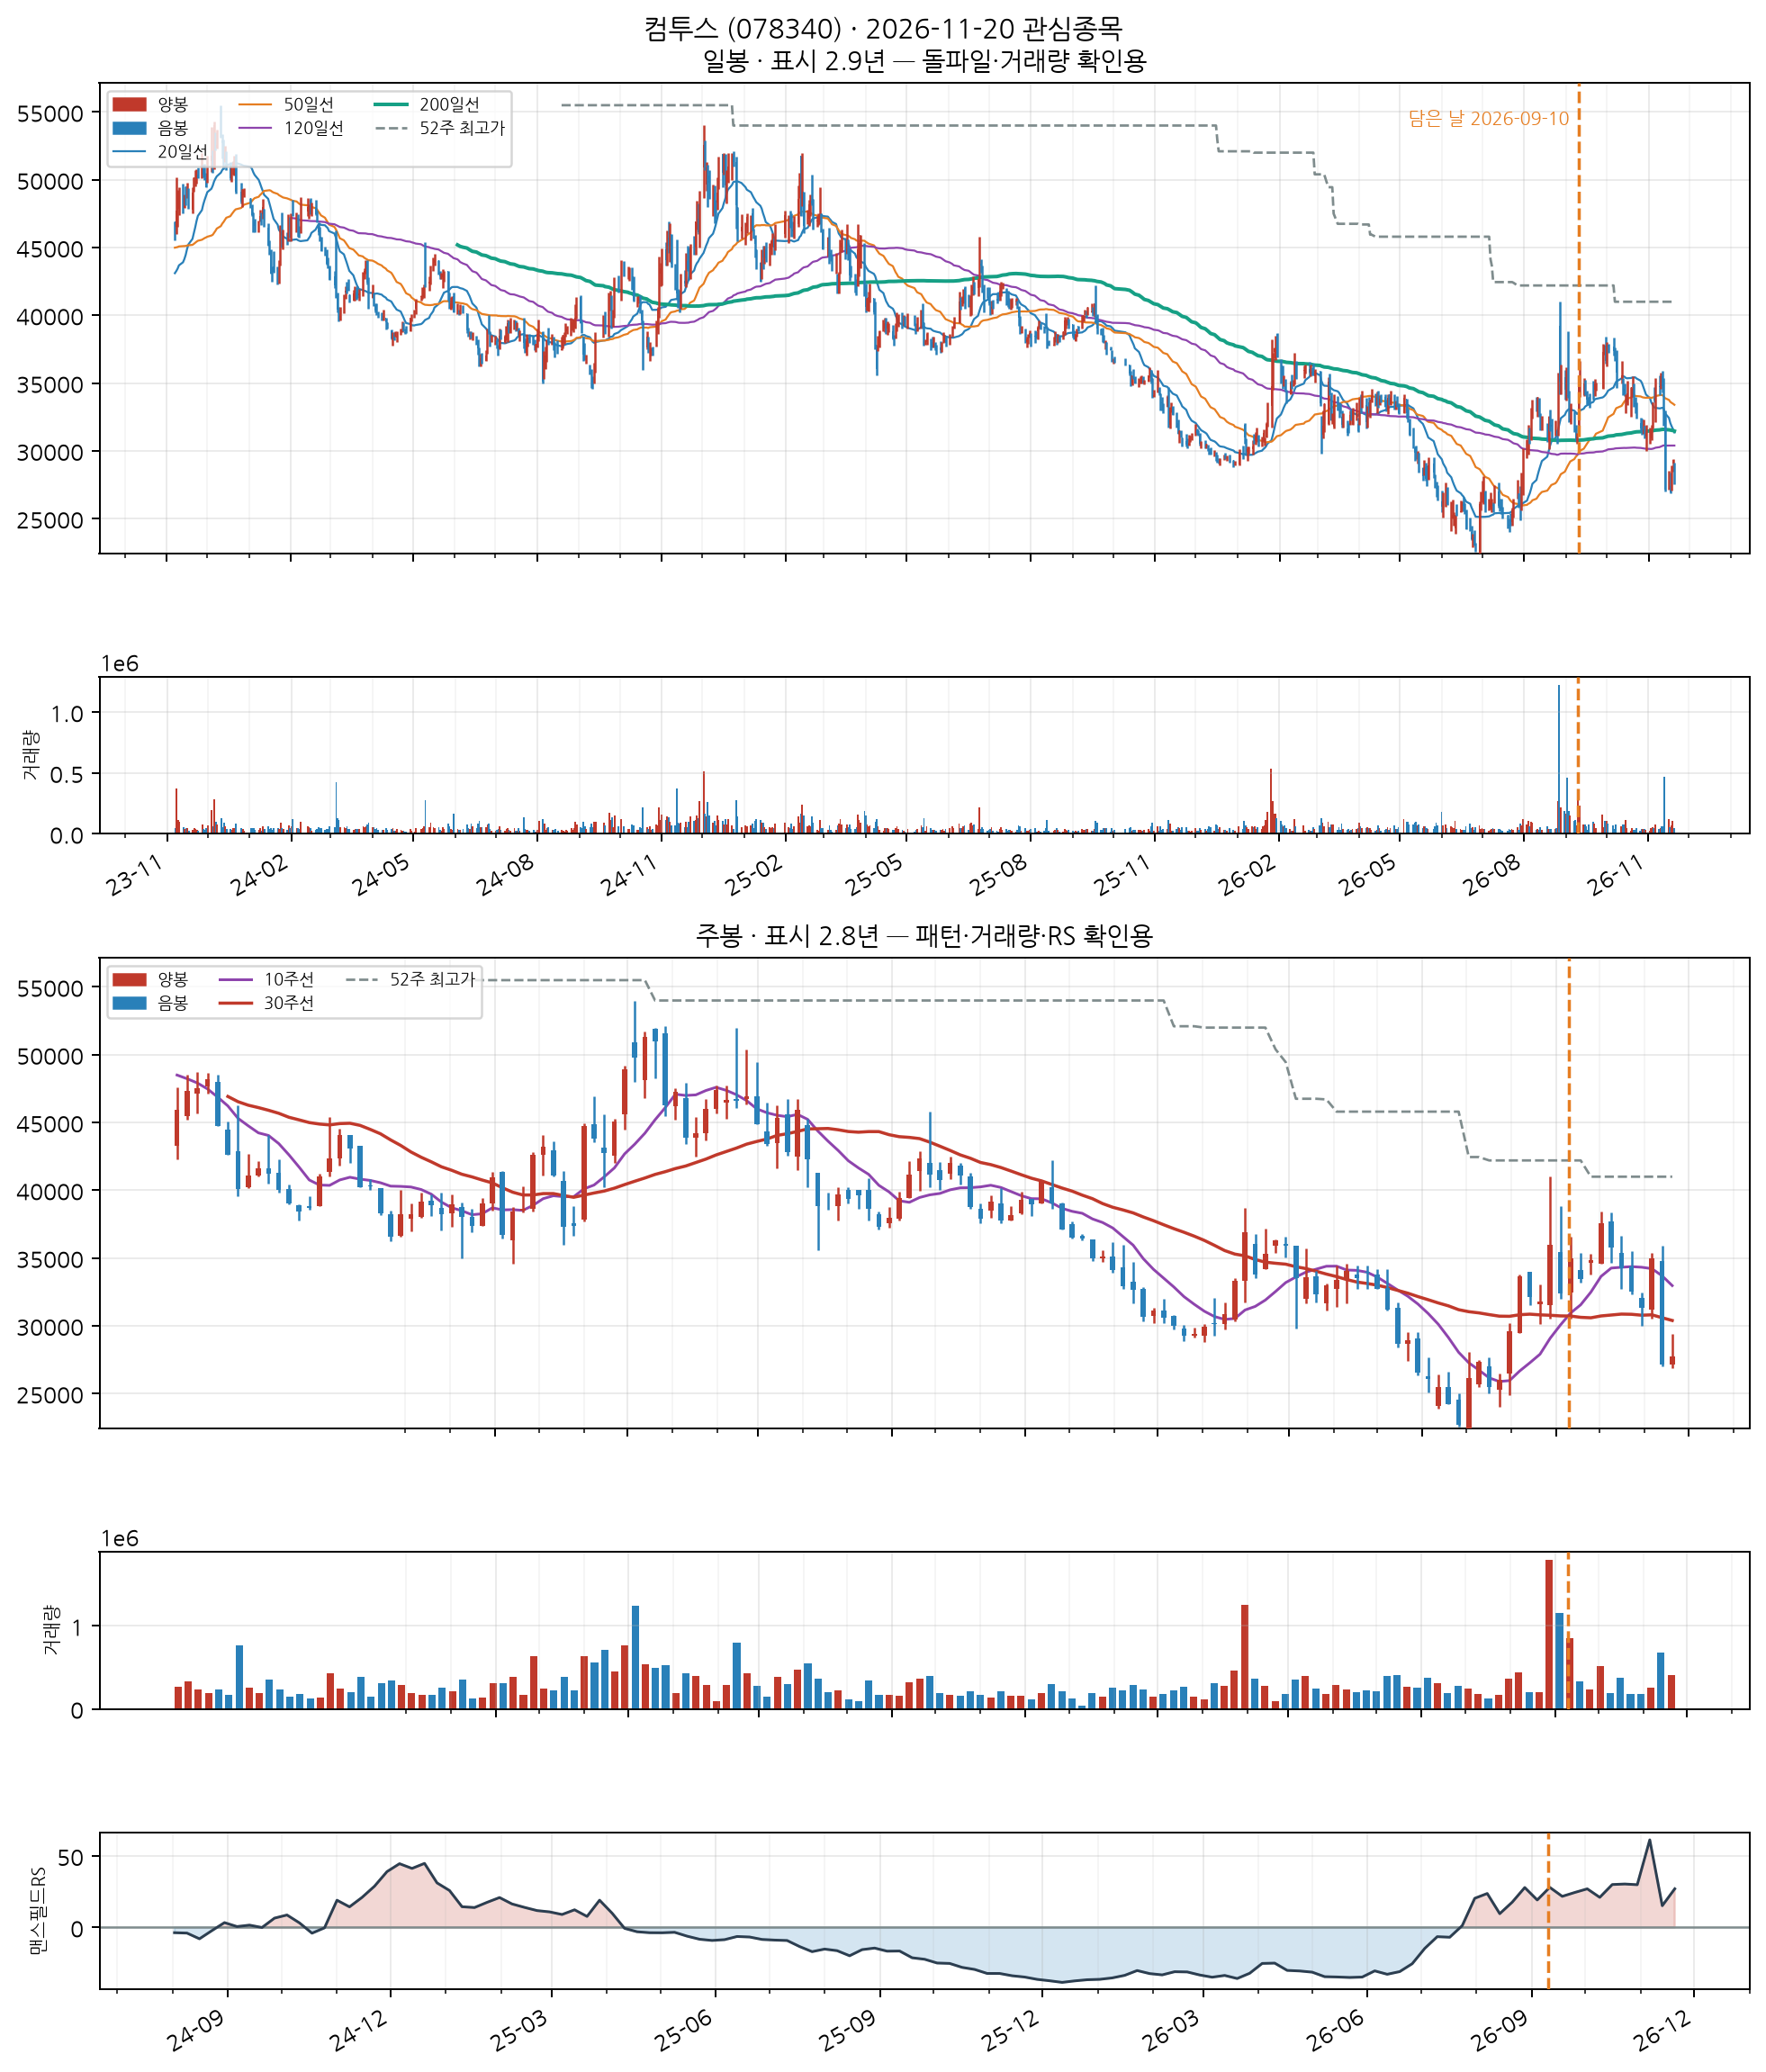 컴투스 (078340) · 2026-11-20 관심종목
일봉 · 표시 2.9년 — 돌파일·거래량 확인용
양봉
음봉
20일선
50일선
120일선
200일선
52주 최고가
담은 날 2026-09-10
55000
50000
45000
40000
35000
30000
25000
1e6
거래량
1.0
0.5
0.0
23-11
24-02
24-05
24-08
24-11
25-02
25-05
25-08
25-11
26-02
26-05
26-08
26-11
주봉 · 표시 2.8년 — 패턴·거래량·RS 확인용
양봉
음봉
10주선
30주선
52주 최고가
55000
50000
45000
40000
35000
30000
25000
1e6
거래량
1
0
맨스필드RS
50
0
24-09
24-12
25-03
25-06
25-09
25-12
26-03
26-06
26-09
26-12